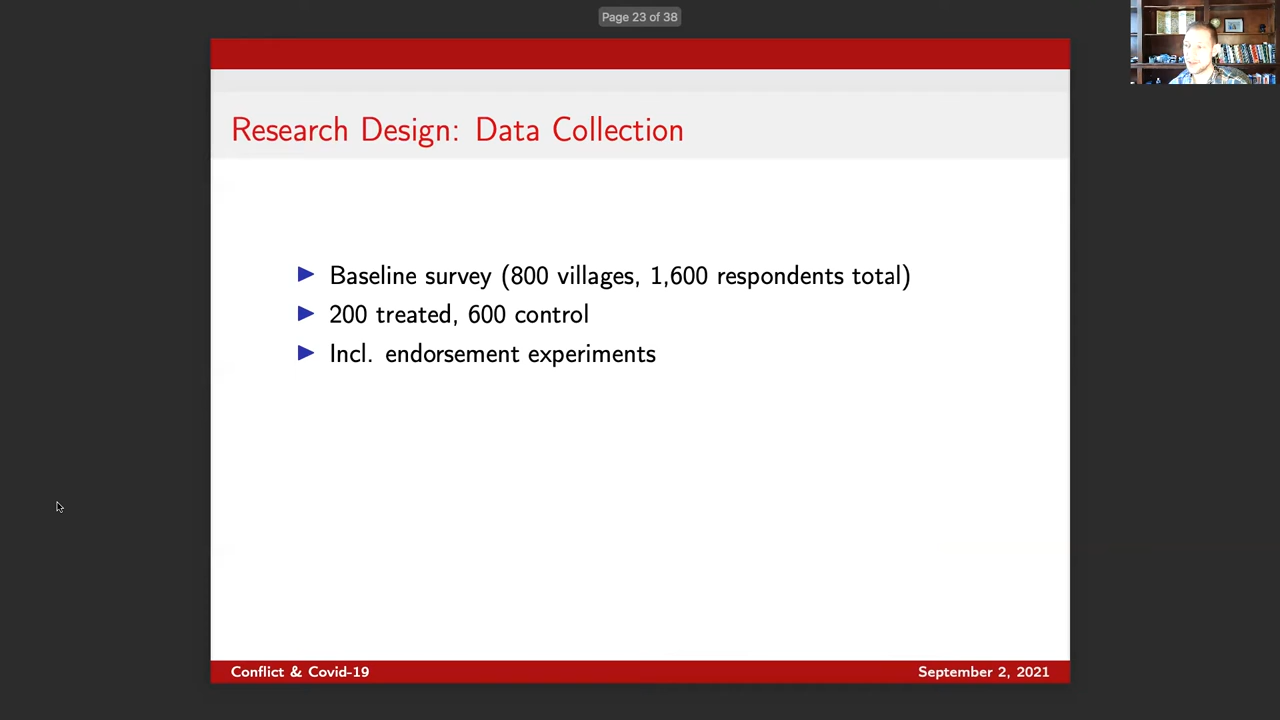 Page 23 of 38
Research Design: Data Collection
Baseline survey (800 villages, 1,600 respondents total)
200 treated, 600 control
Incl. endorsement experiments
Conflict & Covid-19
September 2, 2021